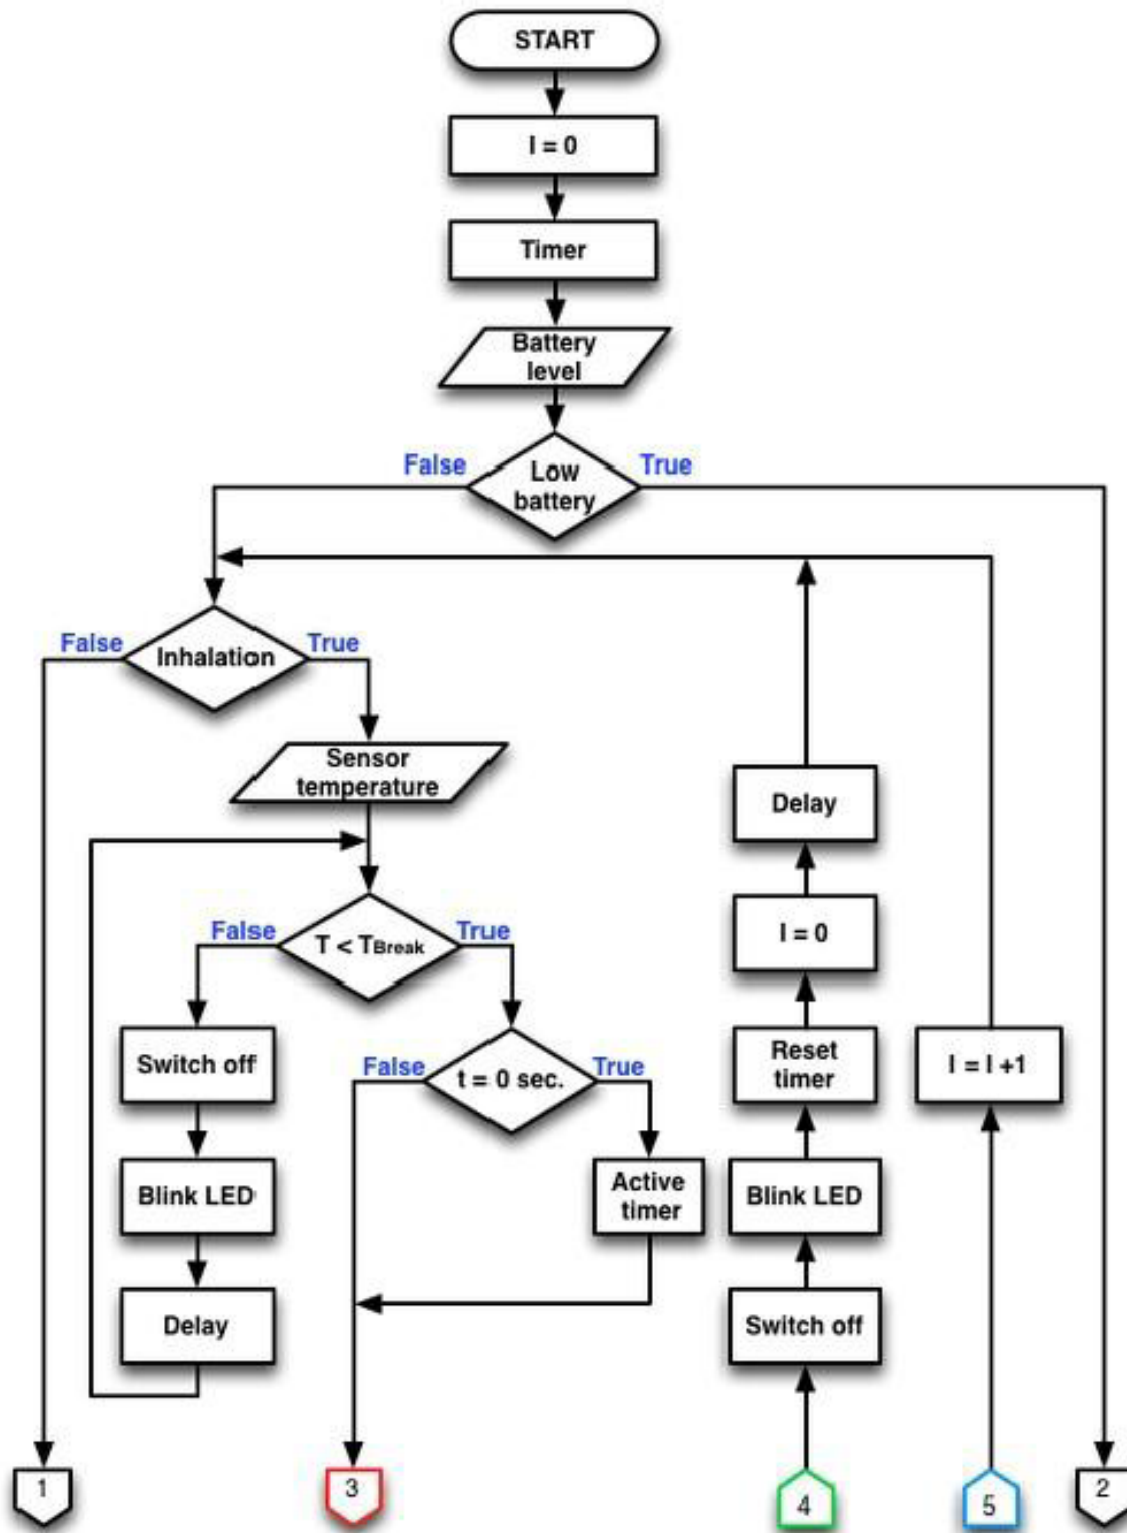 START
I = 0
Timer
Battery
level
False
Low
battery
True
False
Inhalation
True
Sensor
temperature
Delay
False
T < TBreak
True
I = 0
Switch off
False
t = 0 sec.
True
Reset
timer
I = I +1
Blink LED
Active
timer
Blink LED
Delay
Switch off
1
3
4
5
2